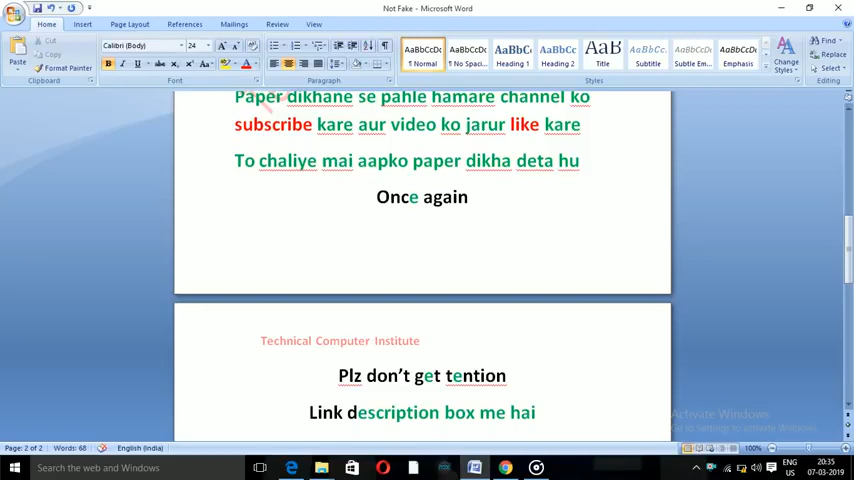 Not Fake - Microsoft Word
Home Insert Page Layout References Mailings Review View
Paste
Cut
Copy
Format Painter
Clipboard
Calibri (Body) 24
Font
Paragraph
AaBbCcDc AaBbCcDc AaBbCc AaBbCc AaB AaBbCc. AaBbCcDc AaBbCcDc
¶ Normal ¶ No Spaci... Heading 1 Heading 2 Title Subtitle Subtle Em... Emphasis
Change Styles
Styles
Find
Replace
Select
Editing
Paper dikhane se pahle hamare channel ko
subscribe kare aur video ko jarur like kare
To chaliye mai aapko paper dikha deta hu
Once again
Technical Computer Institute
Plz don't get tention
Link description box me hai
Activate Windows
Go to Settings to activate Windows.
Page: 2 of 2 Words: 68 English (India) 100%
Search the web and Windows
ENG
US
20:35
07-03-2019